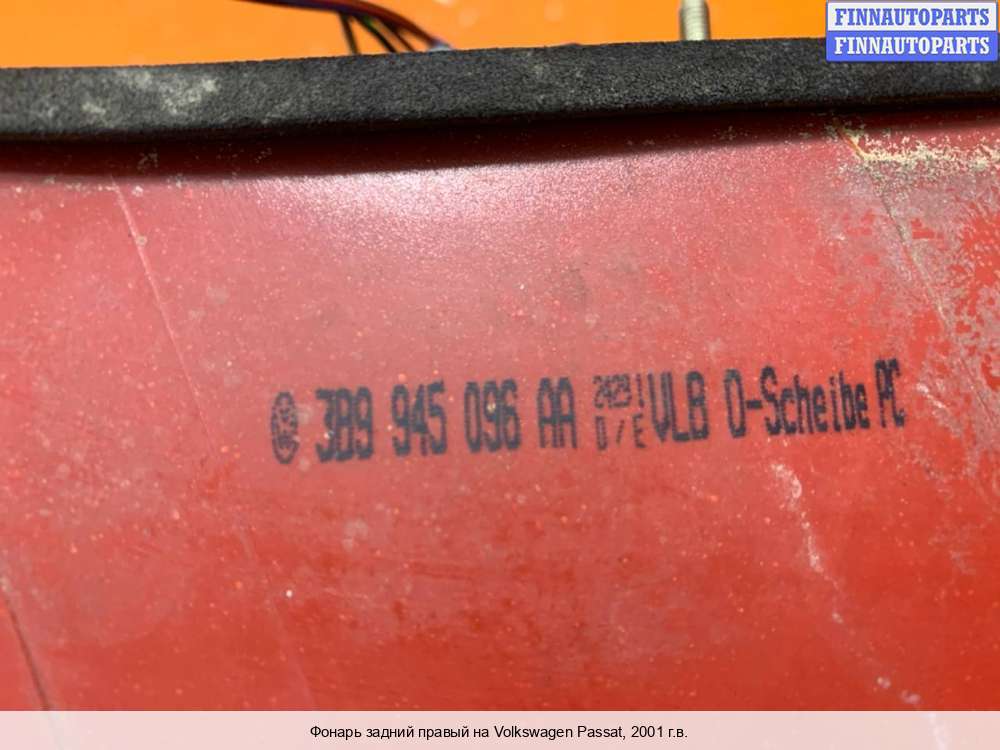 FINNAUTOPARTS
FINNAUTOPARTS
3B9 945 096 AA D/E VLB O-Scheibe PC
Фонарь задний правый на Volkswagen Passat, 2001 г.в.